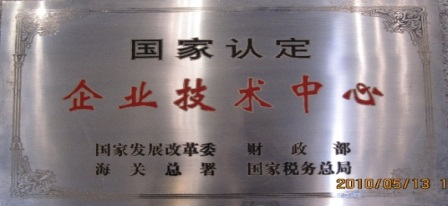 国家认定
企业技术中心
国家发展改革委 财政部
海关总署 国家税务总局
2010/05/13 1